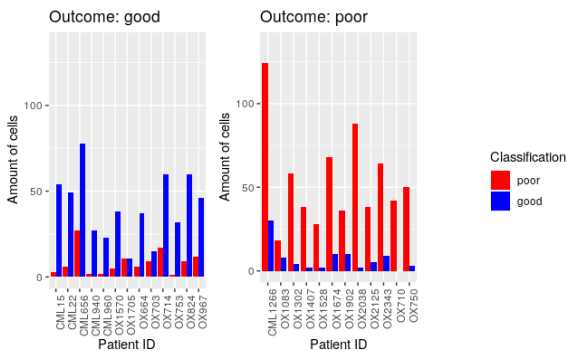 Outcome: good
Amount of cells
100
50
0
CML15
CML22
CML656
CML940
CML960
OX1570
OX1705
OX664
OX703
OX714
OX753
OX824
OX967
Patient ID
Outcome: poor
Amount of cells
100
50
0
CML1266
OX1083
OX1302
OX1407
OX1528
OX1674
OX1902
OX2038
OX2125
OX2343
OX710
OX750
Patient ID
Classification
poor
good